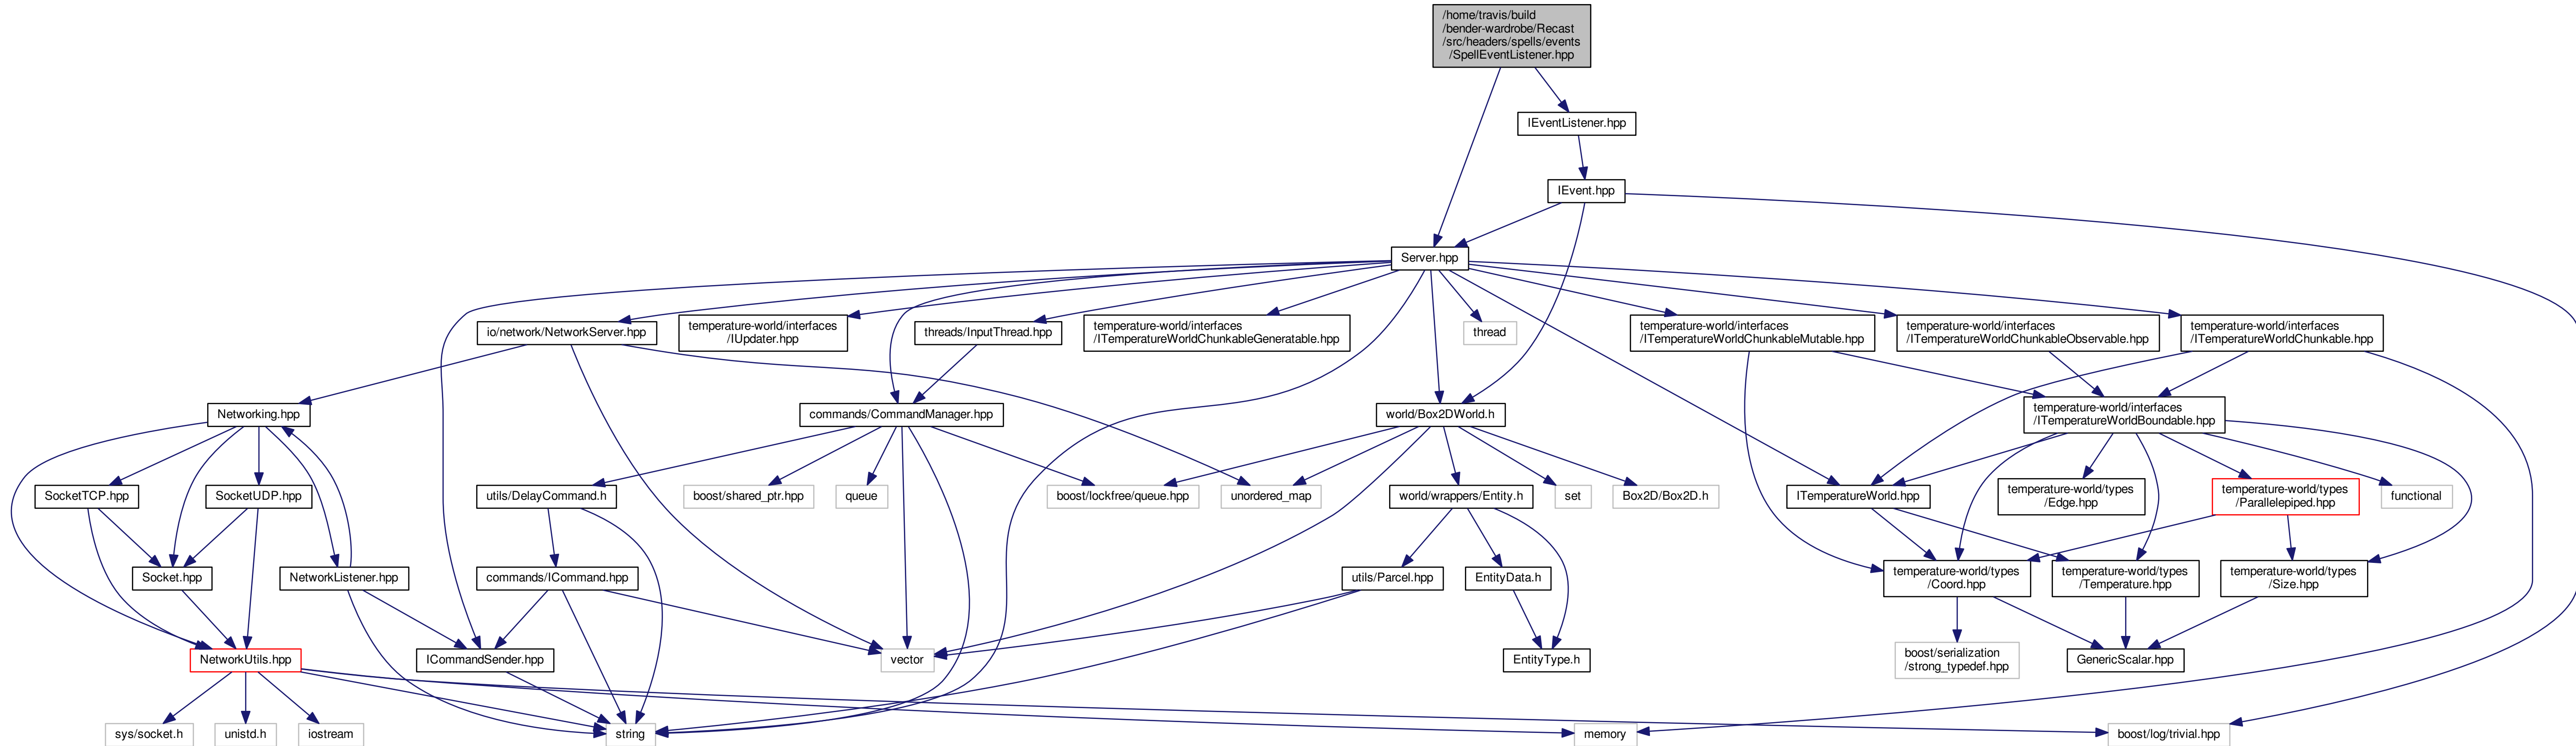 /home/travis/build
/bender-wardrobe/Recast
/src/headers/spells/events
/SpellEventListener.hpp
IEventListener.hpp
IEvent.hpp
Server.hpp
io/network/NetworkServer.hpp
temperature-world/interfaces
/IUpdater.hpp
threads/InputThread.hpp
temperature-world/interfaces
/ITemperatureWorldChunkableGeneratable.hpp
thread
temperature-world/interfaces
/ITemperatureWorldChunkableMutable.hpp
temperature-world/interfaces
/ITemperatureWorldChunkableObservable.hpp
temperature-world/interfaces
/ITemperatureWorldChunkable.hpp
Networking.hpp
commands/CommandManager.hpp
world/Box2DWorld.h
temperature-world/interfaces
/ITemperatureWorldBoundable.hpp
SocketTCP.hpp
SocketUDP.hpp
utils/DelayCommand.h
boost/shared_ptr.hpp
queue
boost/lockfree/queue.hpp
unordered_map
world/wrappers/Entity.h
set
Box2D/Box2D.h
ITemperatureWorld.hpp
temperature-world/types
/Edge.hpp
temperature-world/types
/Parallelepiped.hpp
functional
Socket.hpp
NetworkListener.hpp
commands/ICommand.hpp
utils/Parcel.hpp
EntityData.h
temperature-world/types
/Coord.hpp
temperature-world/types
/Temperature.hpp
temperature-world/types
/Size.hpp
NetworkUtils.hpp
ICommandSender.hpp
vector
EntityType.h
boost/serialization
/strong_typedef.hpp
GenericScalar.hpp
sys/socket.h
unistd.h
iostream
string
memory
boost/log/trivial.hpp